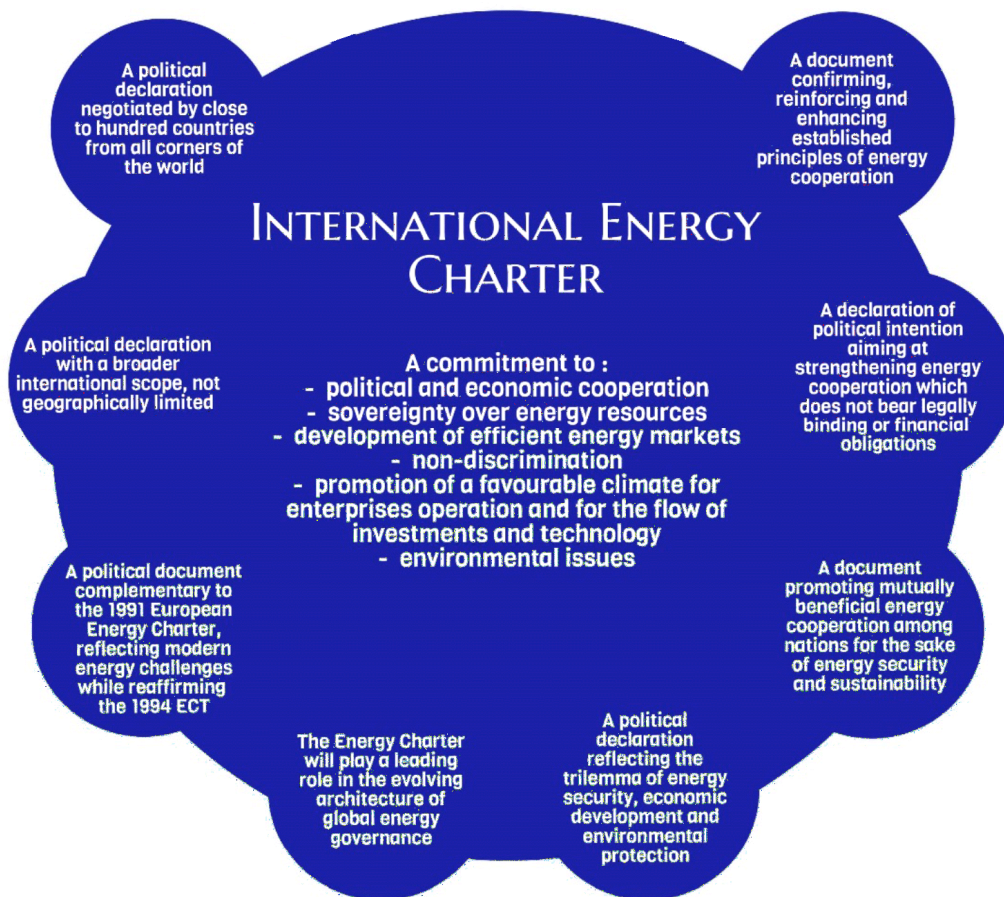 A political
declaration
negotiated by close
to hundred countries
from all corners of
the world
A document
confirming,
reinforcing and
enhancing
established
principles of energy
cooperation
INTERNATIONAL ENERGY
CHARTER
A political declaration
with a broader
international scope, not
geographically limited
A commitment to :
- political and economic cooperation
- sovereignty over energy resources
- development of efficient energy markets
- non-discrimination
- promotion of a favourable climate for
enterprises operation and for the flow of
investments and technology
- environmental issues
A declaration of
political intention
aiming at
strengthening energy
cooperation which
does not bear legally
binding or financial
obligations
A political document
complementary to
the 1991 European
Energy Charter,
reflecting modern
energy challenges
while reaffirming
the 1994 ECT
A document
promoting mutually
beneficial energy
cooperation among
nations for the sake
of energy security
and sustainability
The Energy Charter
will play a leading
role in the evolving
architecture of
global energy
governance
A political
declaration
reflecting the
trilemma of energy
security, economic
development and
environmental
protection